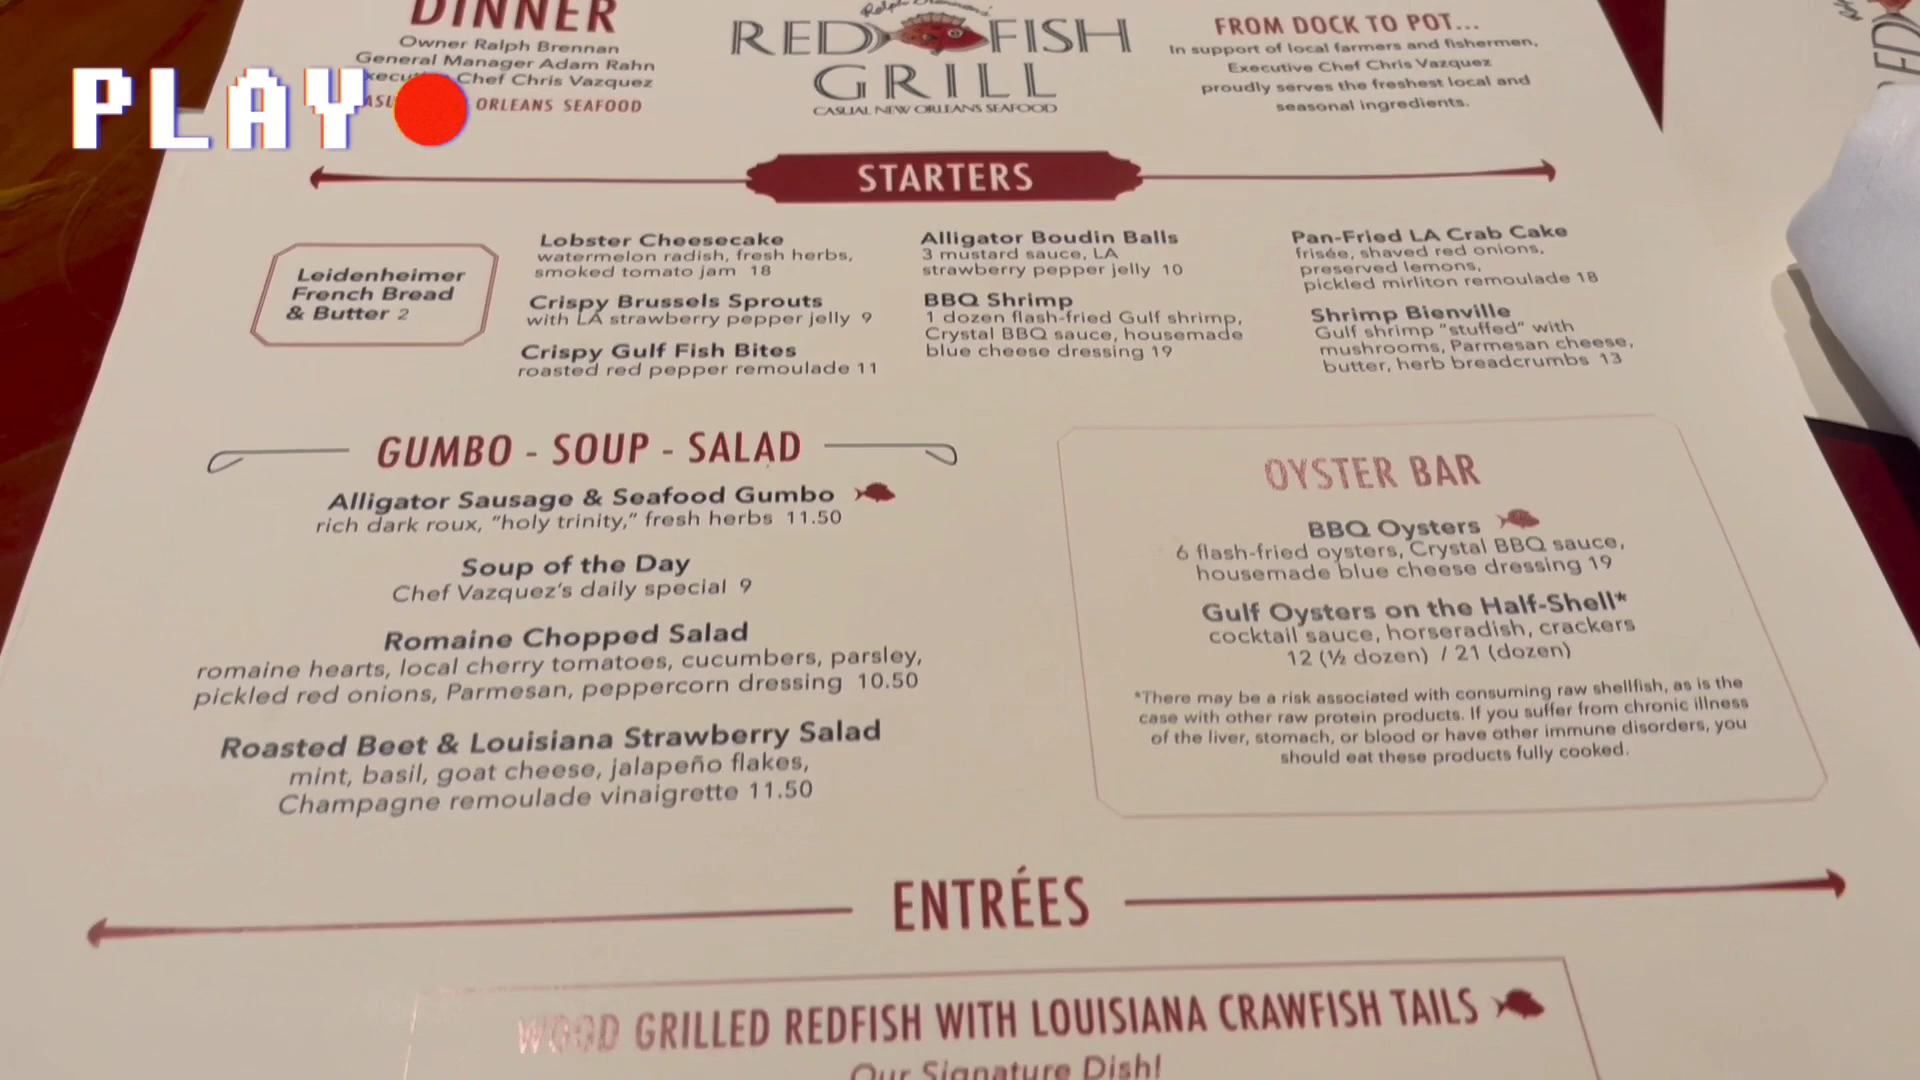 DINNER
Owner Ralph Brennan
General Manager Adam Rahn
Chef Chris Vazquez
ORLEANS SEAFOOD
PLAY
Ralph Brennan's
RED FISH
GRILL
CASUAL NEW ORLEANS SEAFOOD
FROM DOCK TO POT...
In support of local farmers and fishermen,
Executive Chef Chris Vazquez
proudly serves the freshest local and
seasonal ingredients.
STARTERS
Leidenheimer
French Bread
& Butter 2
Lobster Cheesecake
watermelon radish, fresh herbs,
smoked tomato jam 18
Crispy Brussels Sprouts
with LA strawberry pepper jelly 9
Crispy Gulf Fish Bites
roasted red pepper remoulade 11
Alligator Boudin Balls
3 mustard sauce, LA
strawberry pepper jelly 10
BBQ Shrimp
1 dozen flash-fried Gulf shrimp,
Crystal BBQ sauce, housemade
blue cheese dressing 19
Pan-Fried LA Crab Cake
frisée, shaved red onions,
preserved lemons,
pickled mirliton remoulade 18
Shrimp Bienville
Gulf shrimp "stuffed" with
mushrooms, Parmesan cheese,
butter, herb breadcrumbs 13
GUMBO - SOUP - SALAD
Alligator Sausage & Seafood Gumbo
rich dark roux, "holy trinity," fresh herbs 11.50
Soup of the Day
Chef Vazquez's daily special 9
Romaine Chopped Salad
romaine hearts, local cherry tomatoes, cucumbers, parsley,
pickled red onions, Parmesan, peppercorn dressing 10.50
Roasted Beet & Louisiana Strawberry Salad
mint, basil, goat cheese, jalapeño flakes,
Champagne remoulade vinaigrette 11.50
OYSTER BAR
BBQ Oysters
6 flash-fried oysters, Crystal BBQ sauce,
housemade blue cheese dressing 19
Gulf Oysters on the Half-Shell*
cocktail sauce, horseradish, crackers
12 (½ dozen) / 21 (dozen)
*There may be a risk associated with consuming raw shellfish, as is the
case with other raw protein products. If you suffer from chronic illness
of the liver, stomach, or blood or have other immune disorders, you
should eat these products fully cooked.
ENTRÉES
WOOD GRILLED REDFISH WITH LOUISIANA CRAWFISH TAILS
Our Signature Dish!